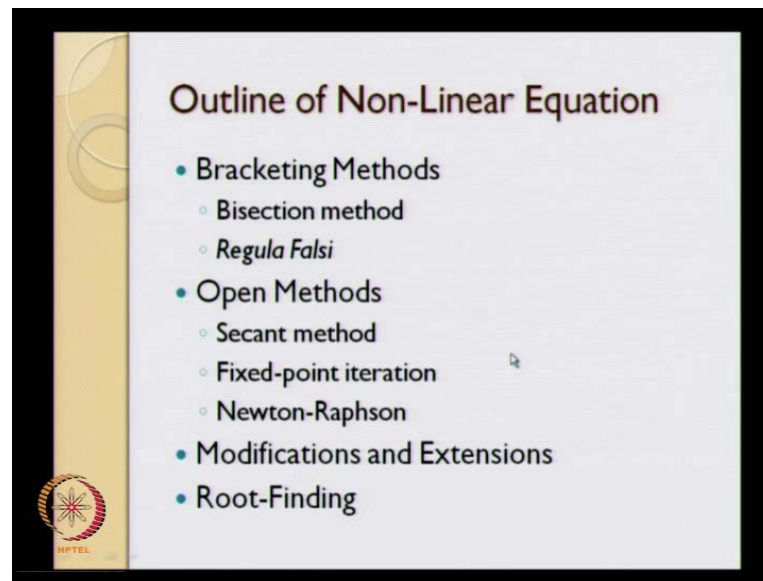 Outline of Non-Linear Equation
• Bracketing Methods
◦ Bisection method
◦ Regula Falsi
• Open Methods
◦ Secant method
◦ Fixed-point iteration
◦ Newton-Raphson
• Modifications and Extensions
• Root-Finding
NPTEL